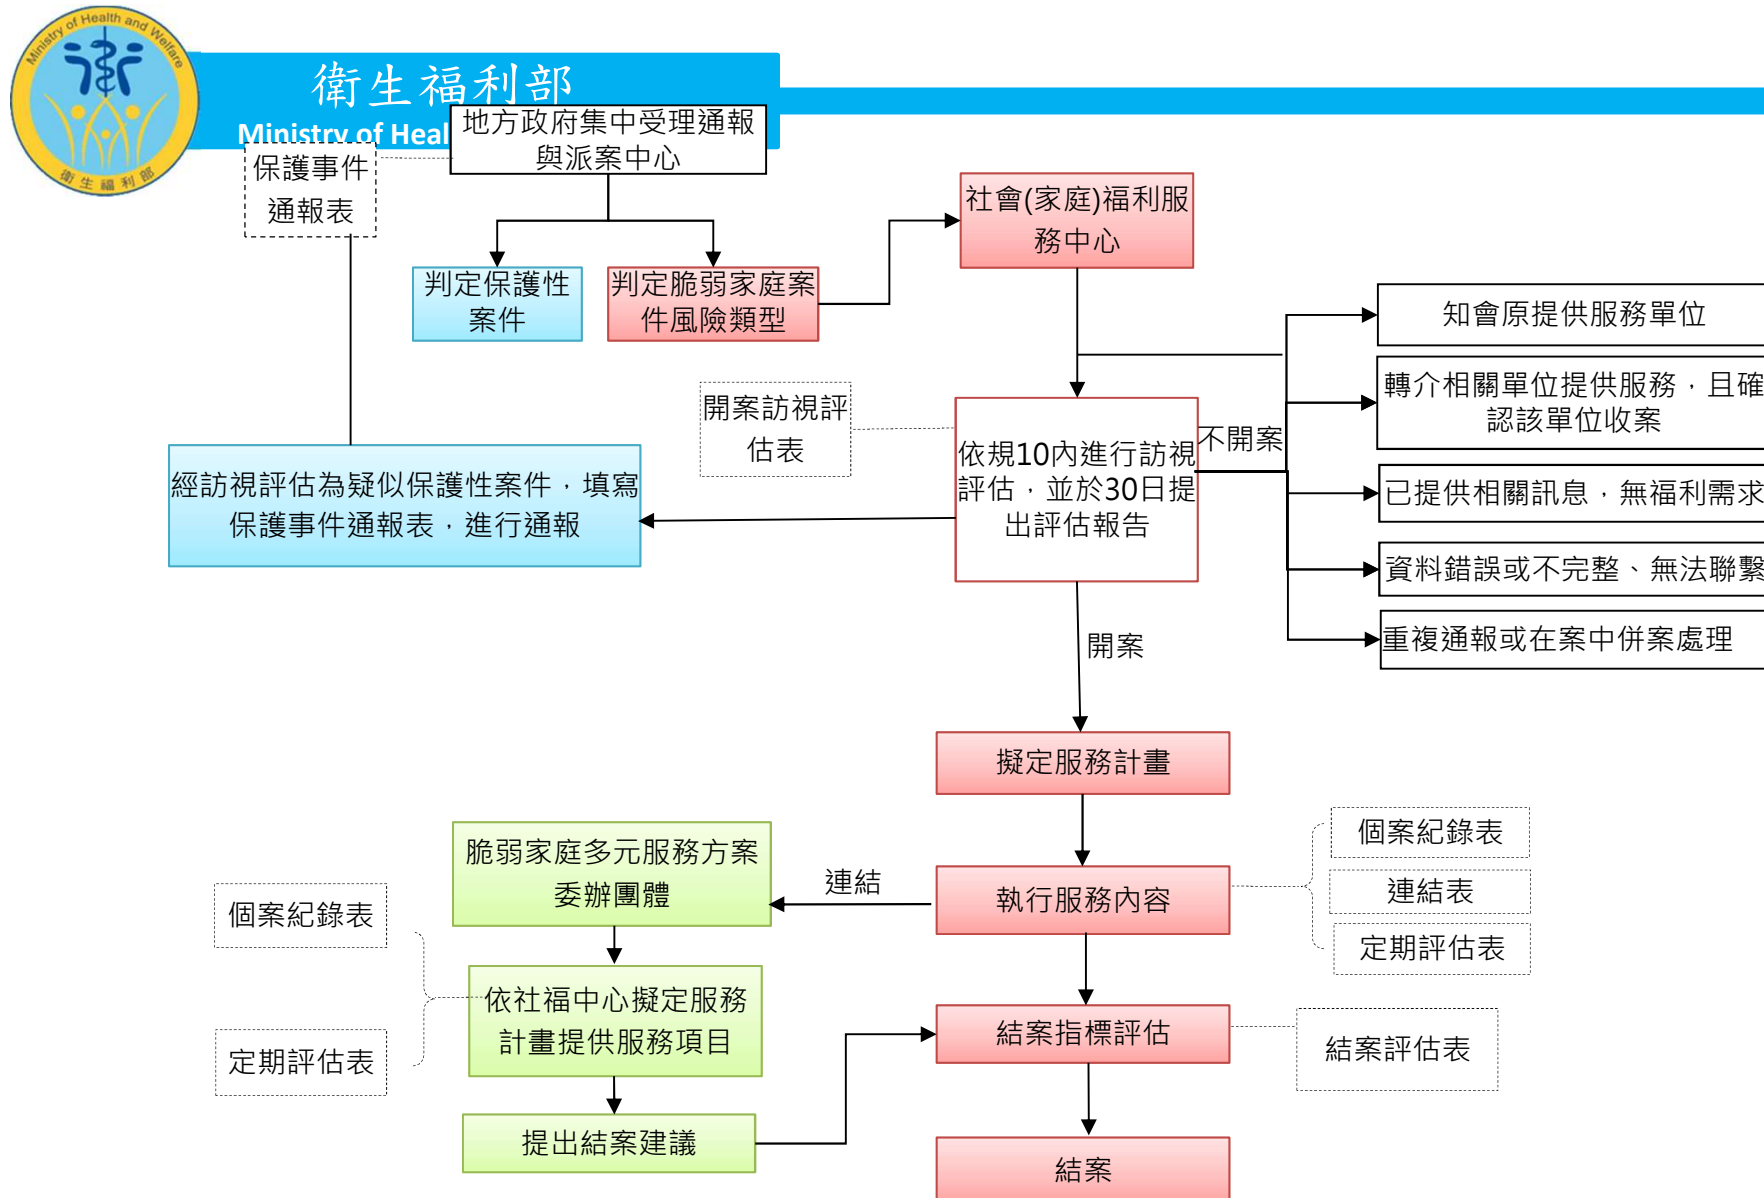 Ministry of Health and Welfare
衛生福利部
衛生福利部
Ministry of Heal
地方政府集中受理通報
與派案中心
保護事件
通報表
社會(家庭)福利服
務中心
判定保護性
案件
判定脆弱家庭案
件風險類型
知會原提供服務單位
轉介相關單位提供服務，且確
認該單位收案
開案訪視評
估表
不開案
依規10內進行訪視
評估，並於30日提
出評估報告
經訪視評估為疑似保護性案件，填寫
保護事件通報表，進行通報
已提供相關訊息，無福利需求
資料錯誤或不完整、無法聯繫
重複通報或在案中併案處理
開案
擬定服務計畫
脆弱家庭多元服務方案
委辦團體
連結
執行服務內容
個案紀錄表
連結表
定期評估表
個案紀錄表
依社福中心擬定服務
計畫提供服務項目
定期評估表
結案指標評估
結案評估表
提出結案建議
結案